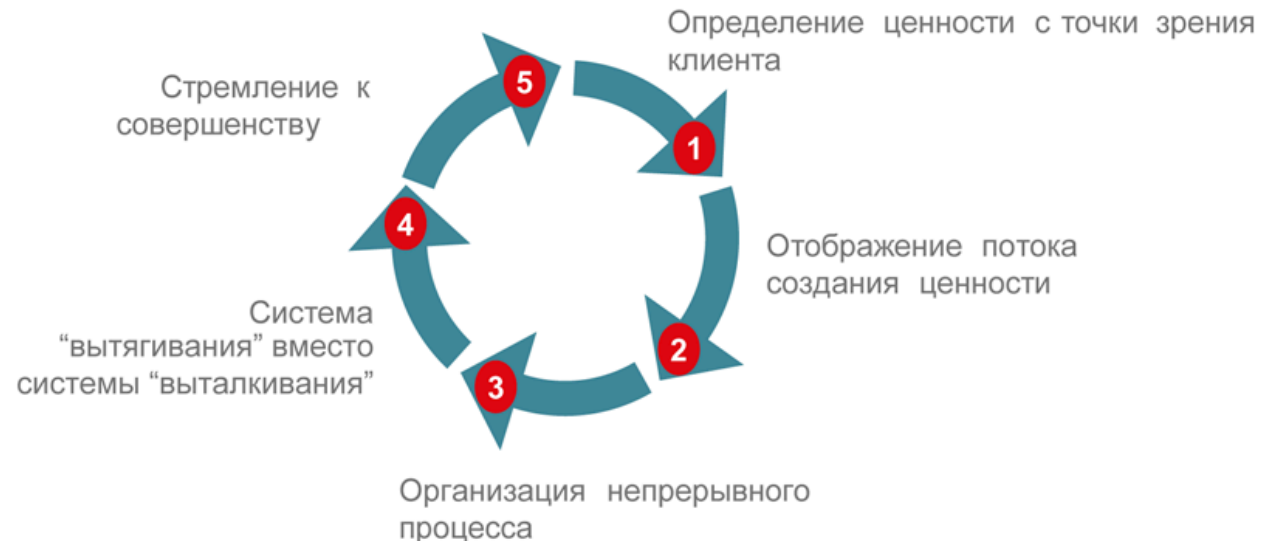 Определение ценности с точки зрения
клиента
1
Отображение потока
создания ценности
2
Организация непрерывного
процесса
3
Система
“вытягивания” вместо
системы “выталкивания”
4
Стремление к
совершенству
5